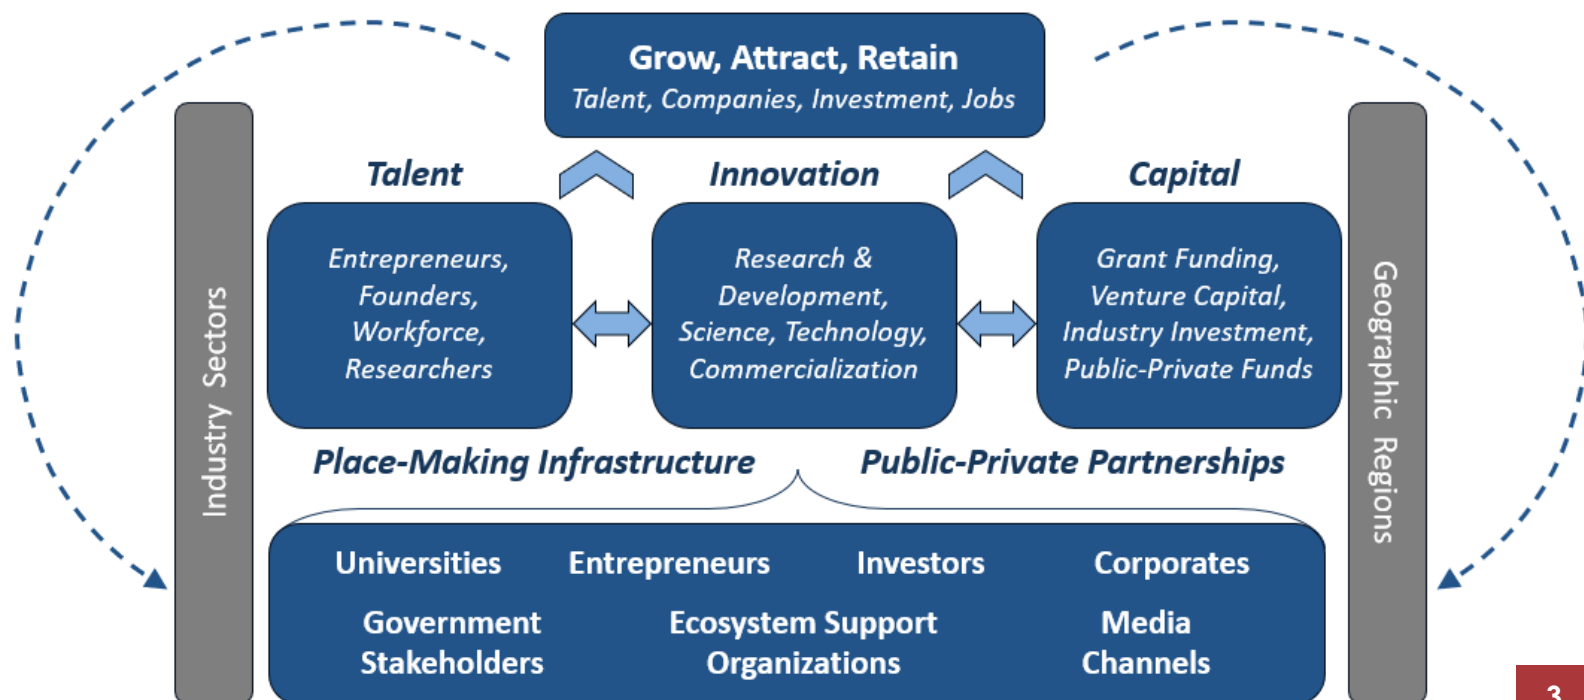 Grow, Attract, Retain
Talent, Companies, Investment, Jobs
Talent
Innovation
Capital
Entrepreneurs,
Founders,
Workforce,
Researchers
Research &
Development,
Science, Technology,
Commercialization
Grant Funding,
Venture Capital,
Industry Investment,
Public-Private Funds
Industry Sectors
Geographic Regions
Place-Making Infrastructure
Public-Private Partnerships
Universities
Entrepreneurs
Investors
Corporates
Government
Stakeholders
Ecosystem Support
Organizations
Media
Channels
3